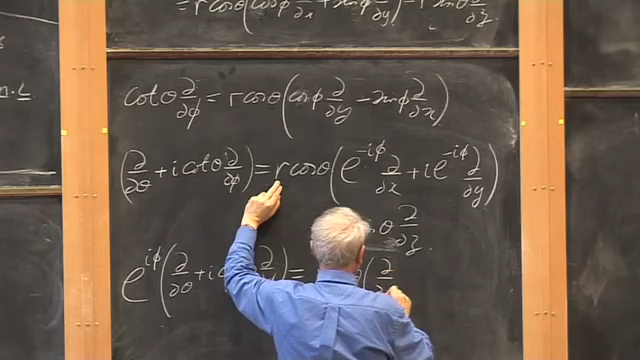 = r cosθ(cosφ ∂/∂x + sinφ ∂/∂y) - r sinθ ∂/∂z
cotθ ∂/∂φ = r cosθ(cosφ ∂/∂y - sinφ ∂/∂x)
(∂/∂θ + i cotθ ∂/∂φ) = r cosθ(e^{-iφ} ∂/∂x + i e^{-iφ} ∂/∂y)
θ ∂/∂z.
e^{iφ}(∂/∂θ + i
) =
(∂/∂